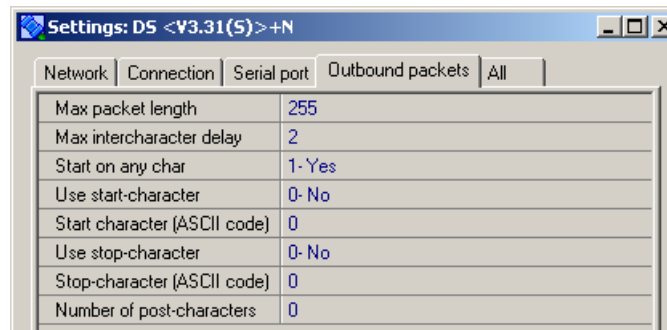 Settings: DS <V3.31(S)>+N
Network Connection Serial port Outbound packets All
Max packet length 255
Max intercharacter delay 2
Start on any char 1- Yes
Use start-character 0- No
Start character (ASCII code) 0
Use stop-character 0- No
Stop-character (ASCII code) 0
Number of post-characters 0